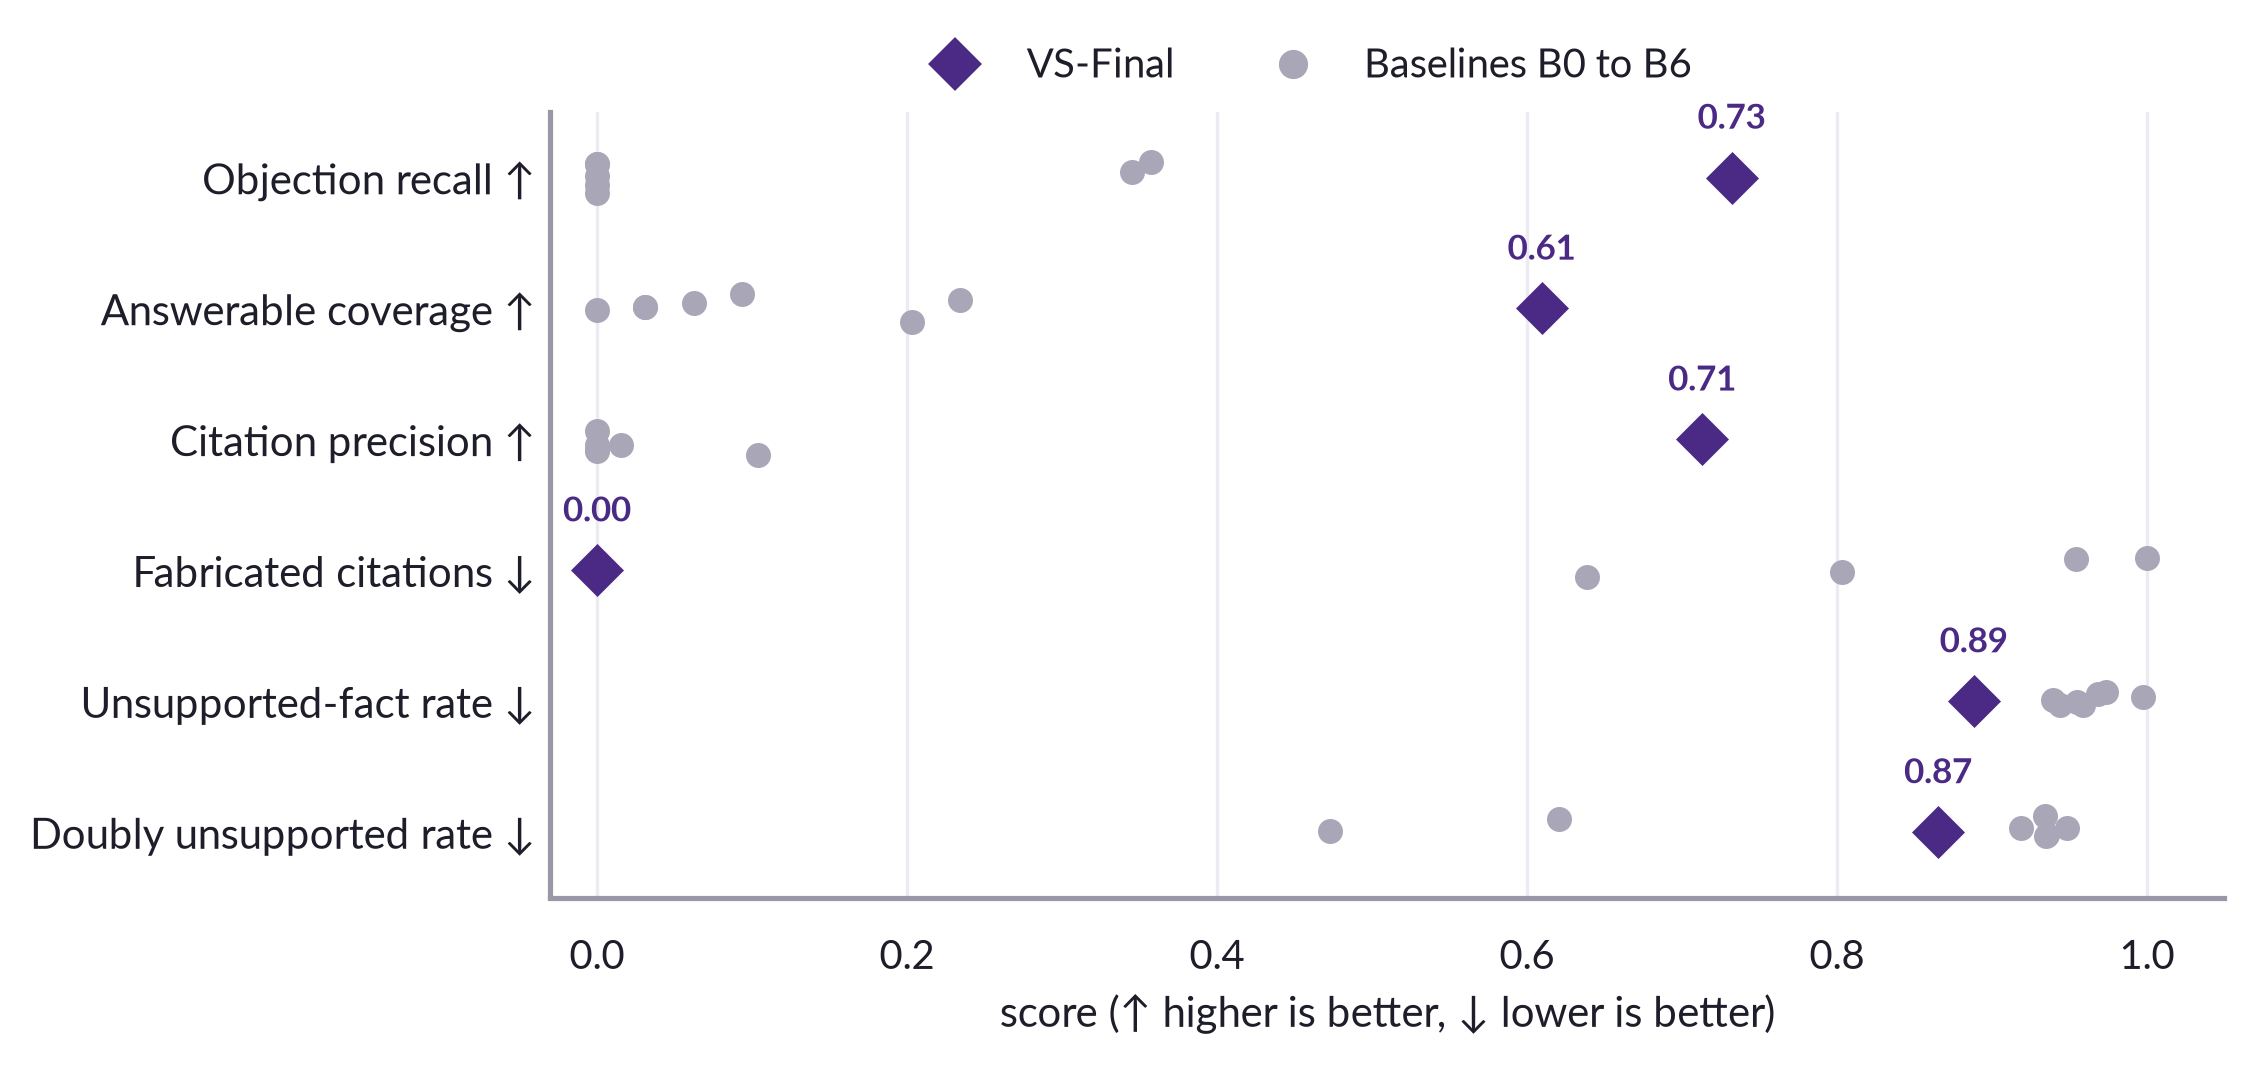 VS-Final
Baselines B0 to B6
0.73
Objection recall ↑
0.61
Answerable coverage ↑
0.71
Citation precision ↑
0.00
Fabricated citations ↓
0.89
Unsupported-fact rate ↓
0.87
Doubly unsupported rate ↓
0.0 0.2 0.4 0.6 0.8 1.0
score (↑ higher is better, ↓ lower is better)